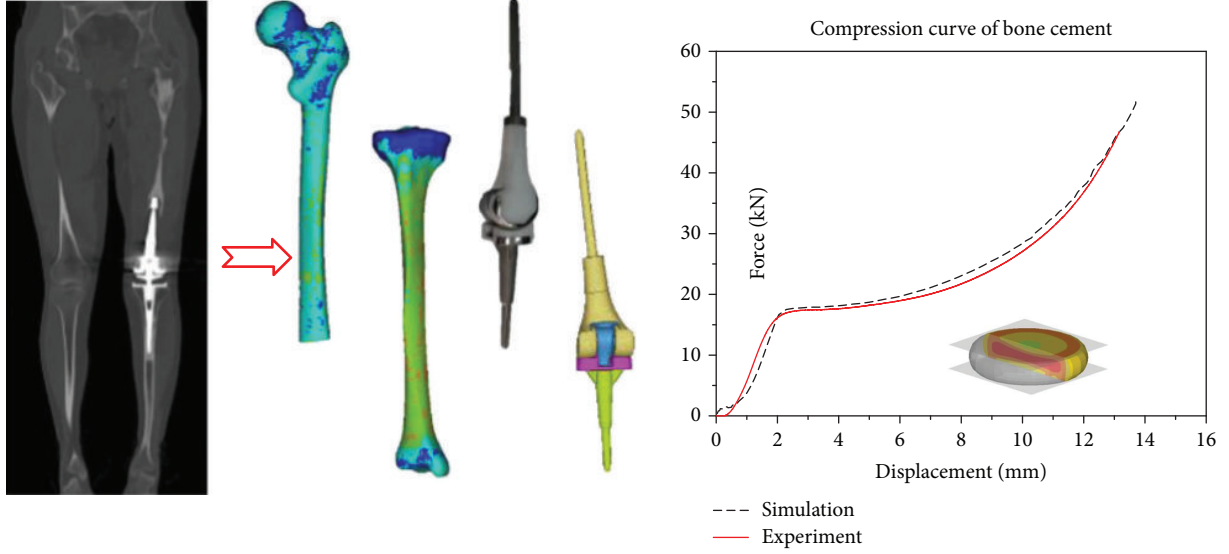 Compression curve of bone cement
60
50
40
30
20
10
0
Force (kN)
0 2 4 6 8 10 12 14 16
Displacement (mm)
Simulation
Experiment